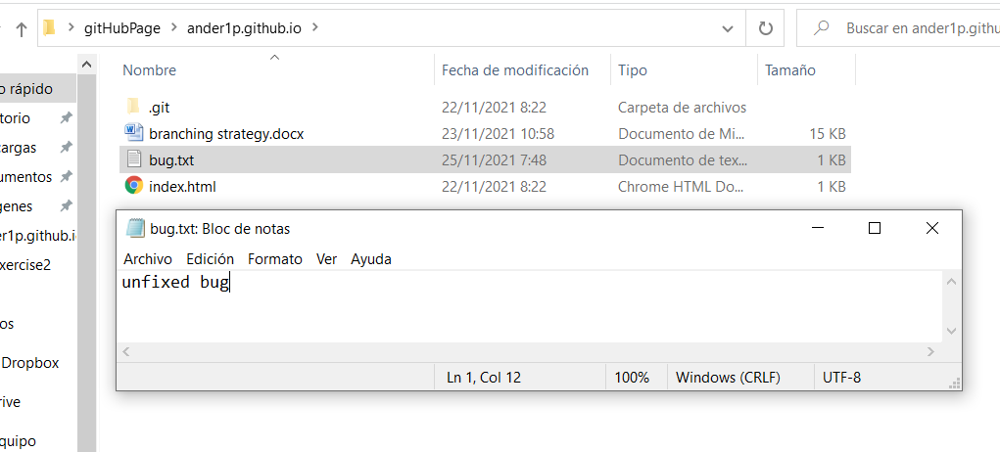 gitHubPage > ander1p.github.io >
Buscar en ander1p.githu
Nombre Fecha de modificación Tipo Tamaño
.git 22/11/2021 8:22 Carpeta de archivos
branching strategy.docx 23/11/2021 10:58 Documento de Mi... 15 KB
bug.txt 25/11/2021 7:48 Documento de tex... 1 KB
index.html 22/11/2021 8:22 Chrome HTML Do... 1 KB
o rápido
torio
cargas
umentos
genes
er1p.github.i
xercise2
os
Dropbox
rive
quipo
bug.txt: Bloc de notas
Archivo Edición Formato Ver Ayuda
unfixed bug
Ln 1, Col 12 100% Windows (CRLF) UTF-8